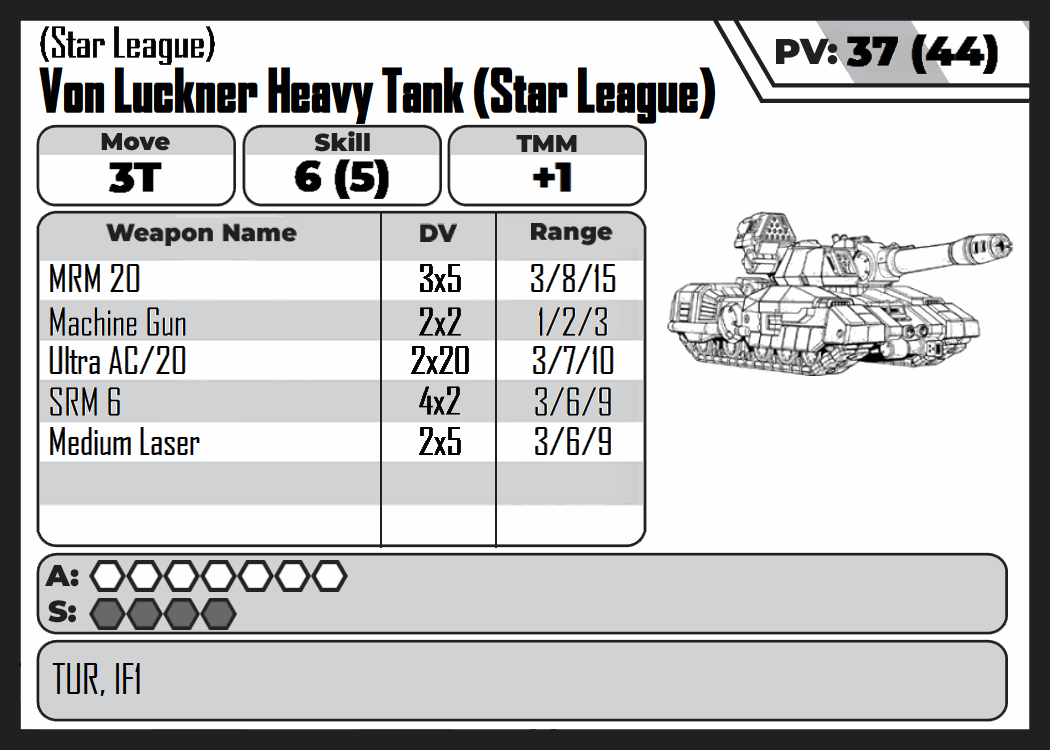 (Star League)
PV: 37 (44)
Von Luckner Heavy Tank (Star League)
Move Skill TMM
3T 6 (5) +1
Weapon Name DV Range
MRM 20 3x5 3/8/15
Machine Gun 2x2 1/2/3
Ultra AC/20 2x20 3/7/10
SRM 6 4x2 3/6/9
Medium Laser 2x5 3/6/9
A:
S:
TUR, IF1